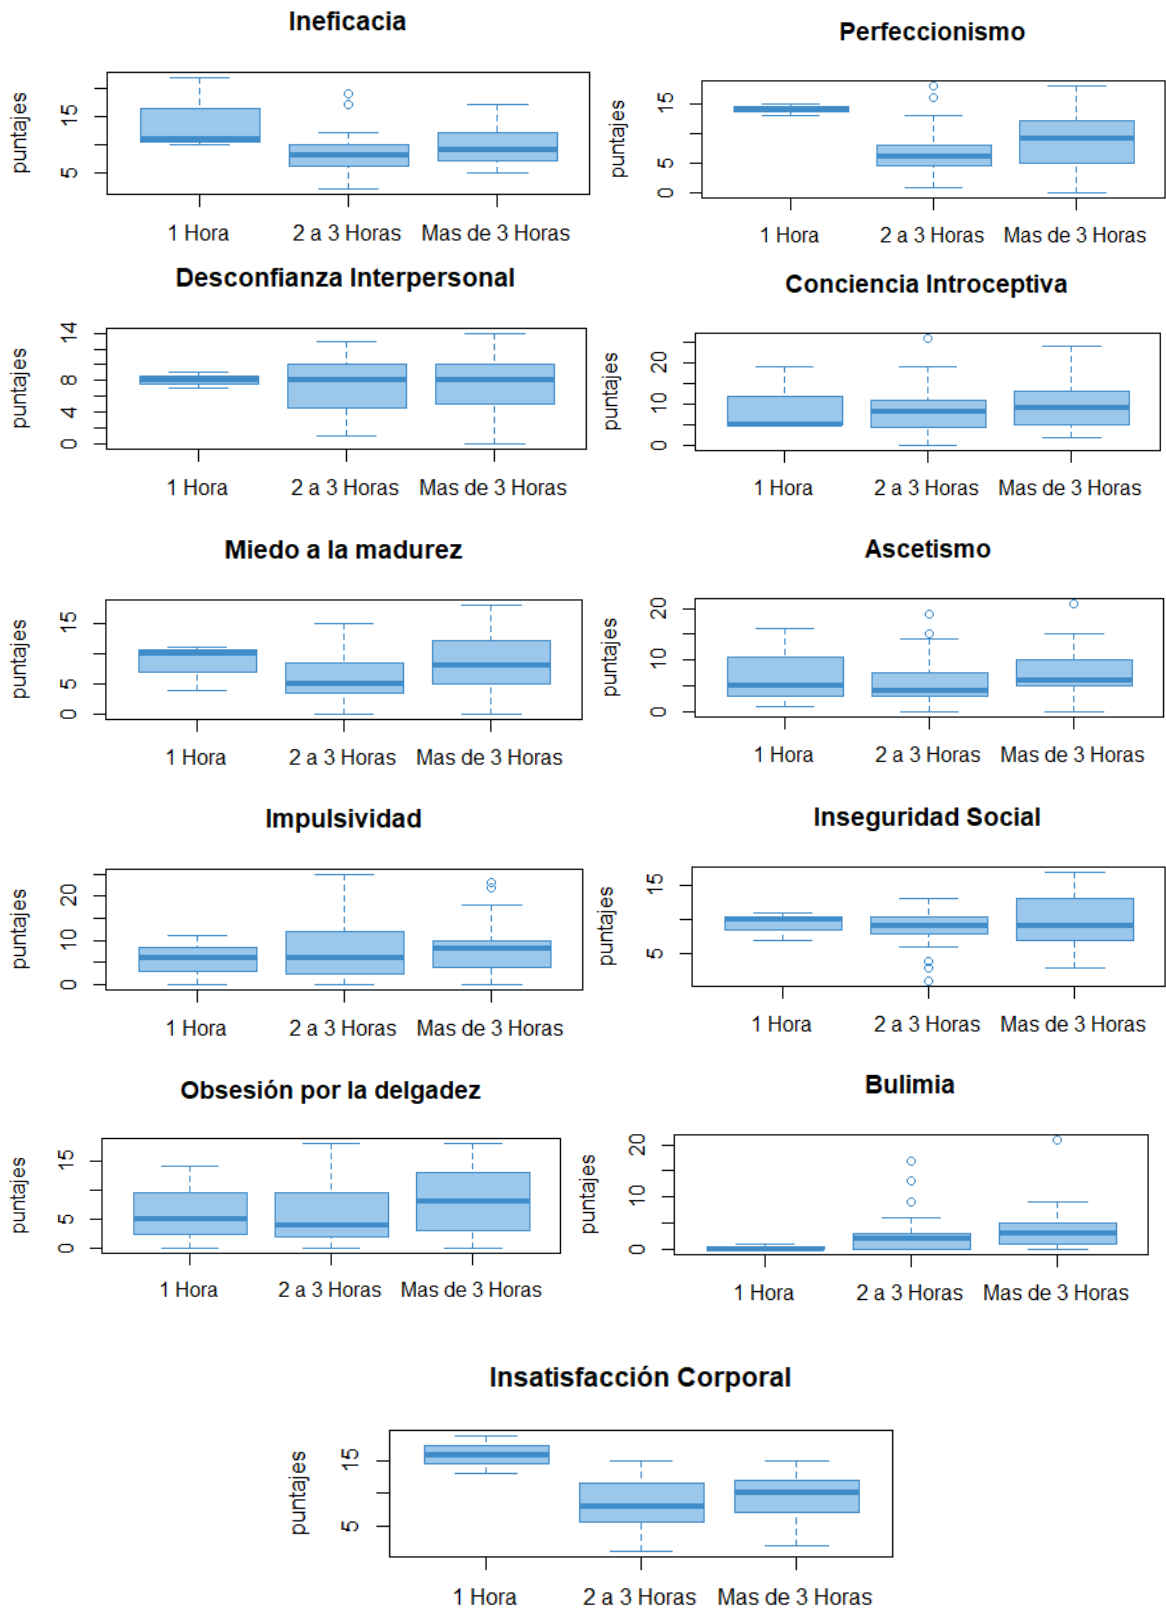 Ineficacia
puntajes
5
15
1 Hora
2 a 3 Horas
Mas de 3 Horas
Perfeccionismo
puntajes
0
5
15
1 Hora
2 a 3 Horas
Mas de 3 Horas
Desconfianza Interpersonal
puntajes
0
4
8
14
1 Hora
2 a 3 Horas
Mas de 3 Horas
Conciencia Introceptiva
puntajes
0
10
20
1 Hora
2 a 3 Horas
Mas de 3 Horas
Miedo a la madurez
puntajes
0
5
15
1 Hora
2 a 3 Horas
Mas de 3 Horas
Ascetismo
puntajes
0
10
20
1 Hora
2 a 3 Horas
Mas de 3 Horas
Impulsividad
puntajes
0
10
20
1 Hora
2 a 3 Horas
Mas de 3 Horas
Inseguridad Social
puntajes
5
15
1 Hora
2 a 3 Horas
Mas de 3 Horas
Obsesión por la delgadez
puntajes
0
5
15
1 Hora
2 a 3 Horas
Mas de 3 Horas
Bulimia
puntajes
0
10
20
1 Hora
2 a 3 Horas
Mas de 3 Horas
Insatisfacción Corporal
puntajes
5
15
1 Hora
2 a 3 Horas
Mas de 3 Horas